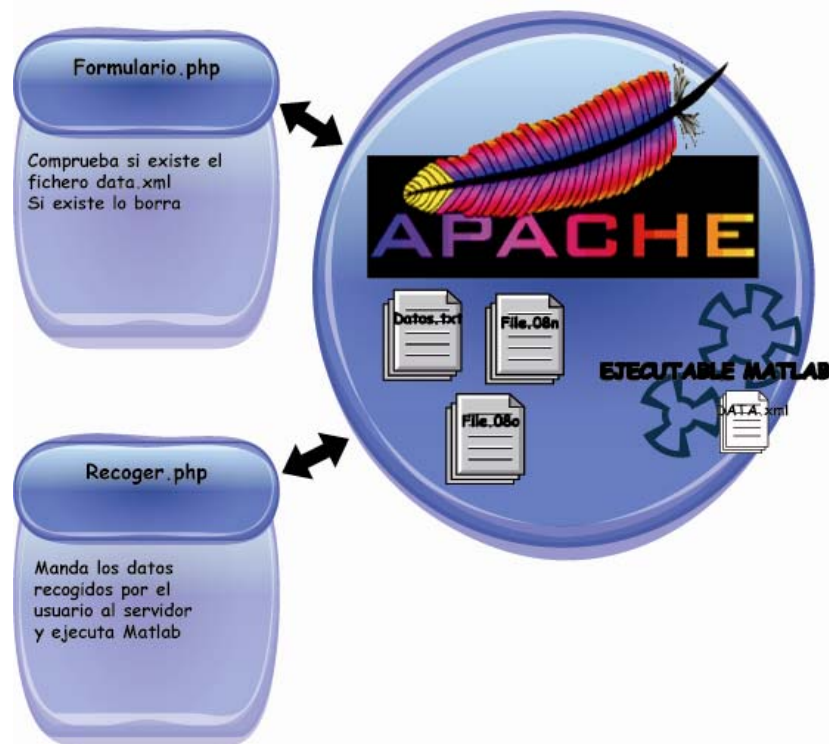 Formulario.php
Comprueba si existe el
fichero data.xml
Si existe lo borra
APACHE
Datos.txt
File.08n
File.08o
EJECUTABLE MATLAB
DATA.xml
Recoger.php
Manda los datos
recogidos por el
usuario al servidor
y ejecuta Matlab